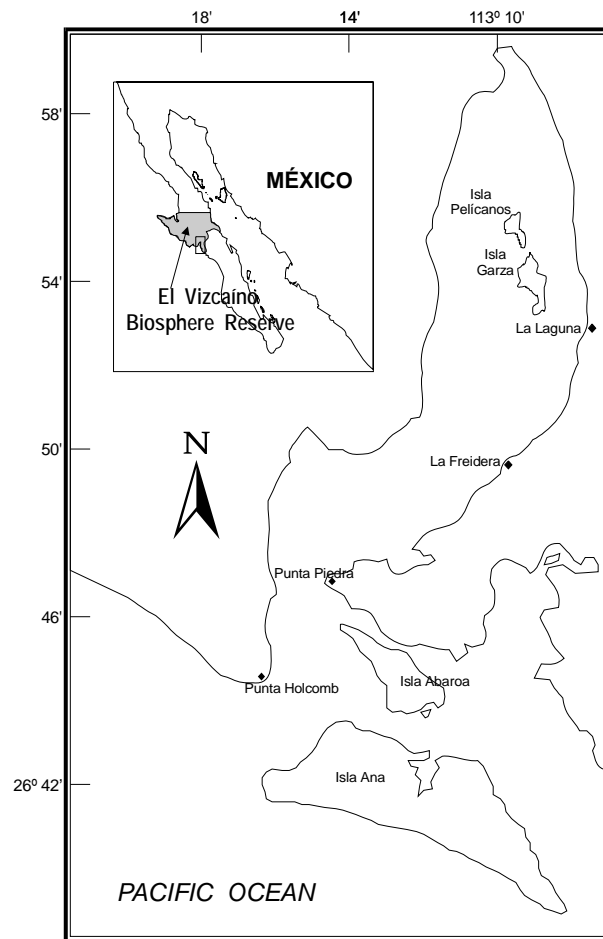 18'
14'
113º 10'
58'
MÉXICO
El Vizcaíno
Biosphere Reserve
Isla
Pelícanos
Isla
Garza
54'
La Laguna
50'
N
La Freidera
Punta Piedra
46'
Isla Abaroa
Punta Holcomb
26º 42'
Isla Ana
PACIFIC OCEAN